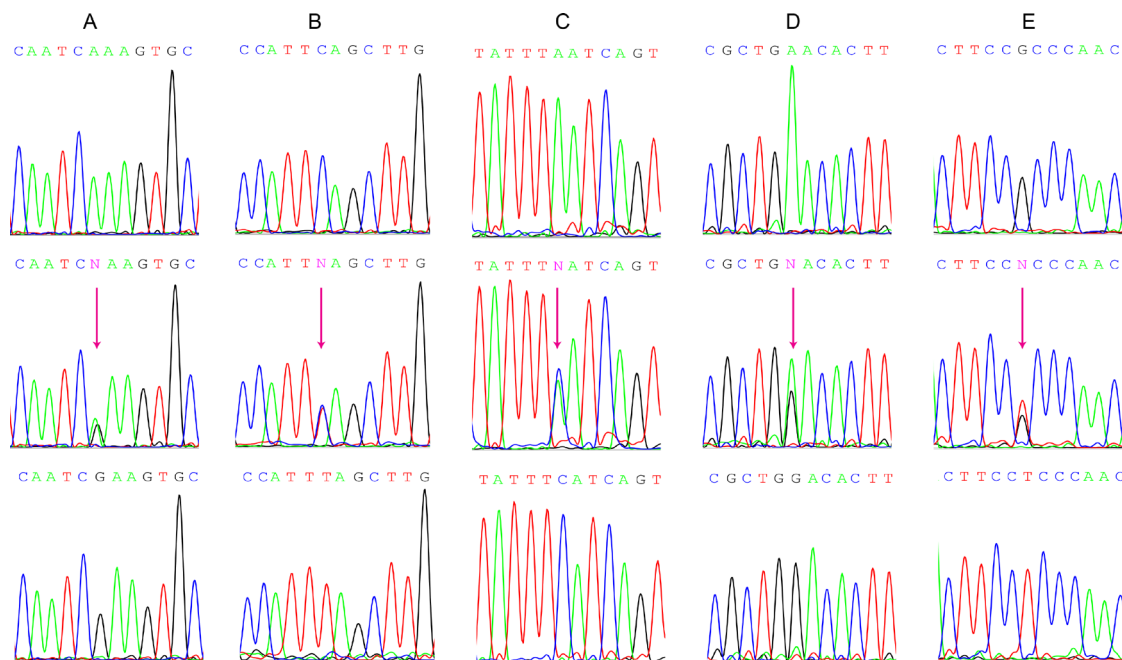 A B C D E
CAATCAAAGTGC CCATTCAGCTTG TATTTAATCAGT CGCTGAACACTT CTTCCGCCCAAC
CAATCNAAGTGC CCATTNAGCTTG TATTTNATCAGT CGCTGNACACTT CTTCCNCCCAAC
CAATCGAAGTGC CCATTTAGCTTG TATTTCATCAGT CGCTGGACACTT CTTCCTCCCAAC